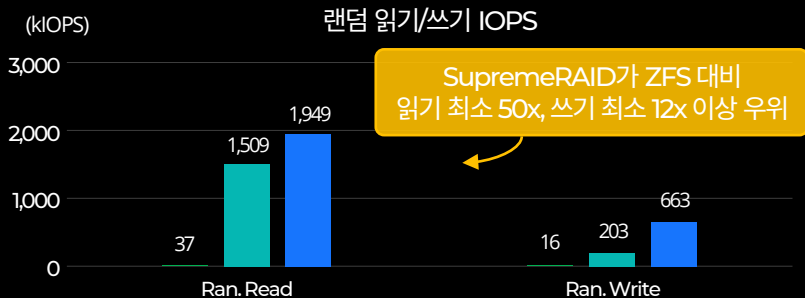 랜덤 읽기/쓰기 IOPS
(kIOPS)
SupremeRAID가 ZFS 대비
읽기 최소 50x, 쓰기 최소 12x 이상 우위
3,000
2,000
1,000
0
37
1,509
1,949
16
203
663
Ran. Read
Ran. Write